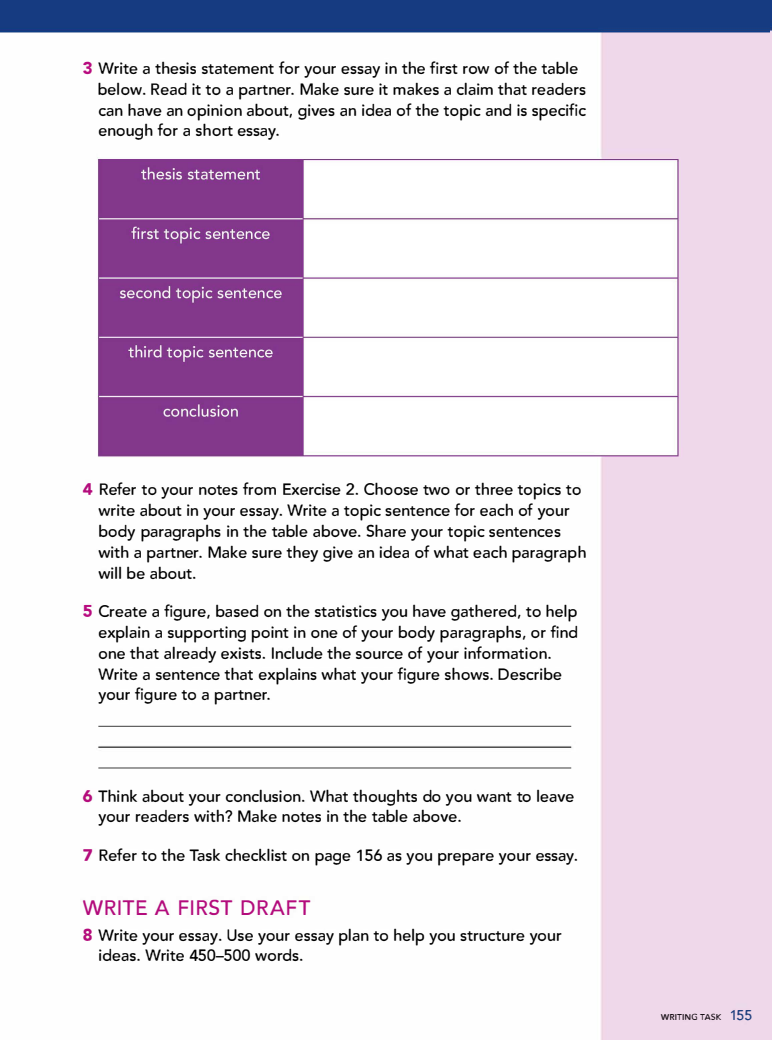 3 Write a thesis statement for your essay in the first row of the table
below. Read it to a partner. Make sure it makes a claim that readers
can have an opinion about, gives an idea of the topic and is specific
enough for a short essay.
thesis statement
first topic sentence
second topic sentence
third topic sentence
conclusion
4 Refer to your notes from Exercise 2. Choose two or three topics to
write about in your essay. Write a topic sentence for each of your
body paragraphs in the table above. Share your topic sentences
with a partner. Make sure they give an idea of what each paragraph
will be about.
5 Create a figure, based on the statistics you have gathered, to help
explain a supporting point in one of your body paragraphs, or find
one that already exists. Include the source of your information.
Write a sentence that explains what your figure shows. Describe
your figure to a partner.
6 Think about your conclusion. What thoughts do you want to leave
your readers with? Make notes in the table above.
7 Refer to the Task checklist on page 156 as you prepare your essay.
WRITE A FIRST DRAFT
8 Write your essay. Use your essay plan to help you structure your
ideas. Write 450–500 words.
WRITING TASK 155